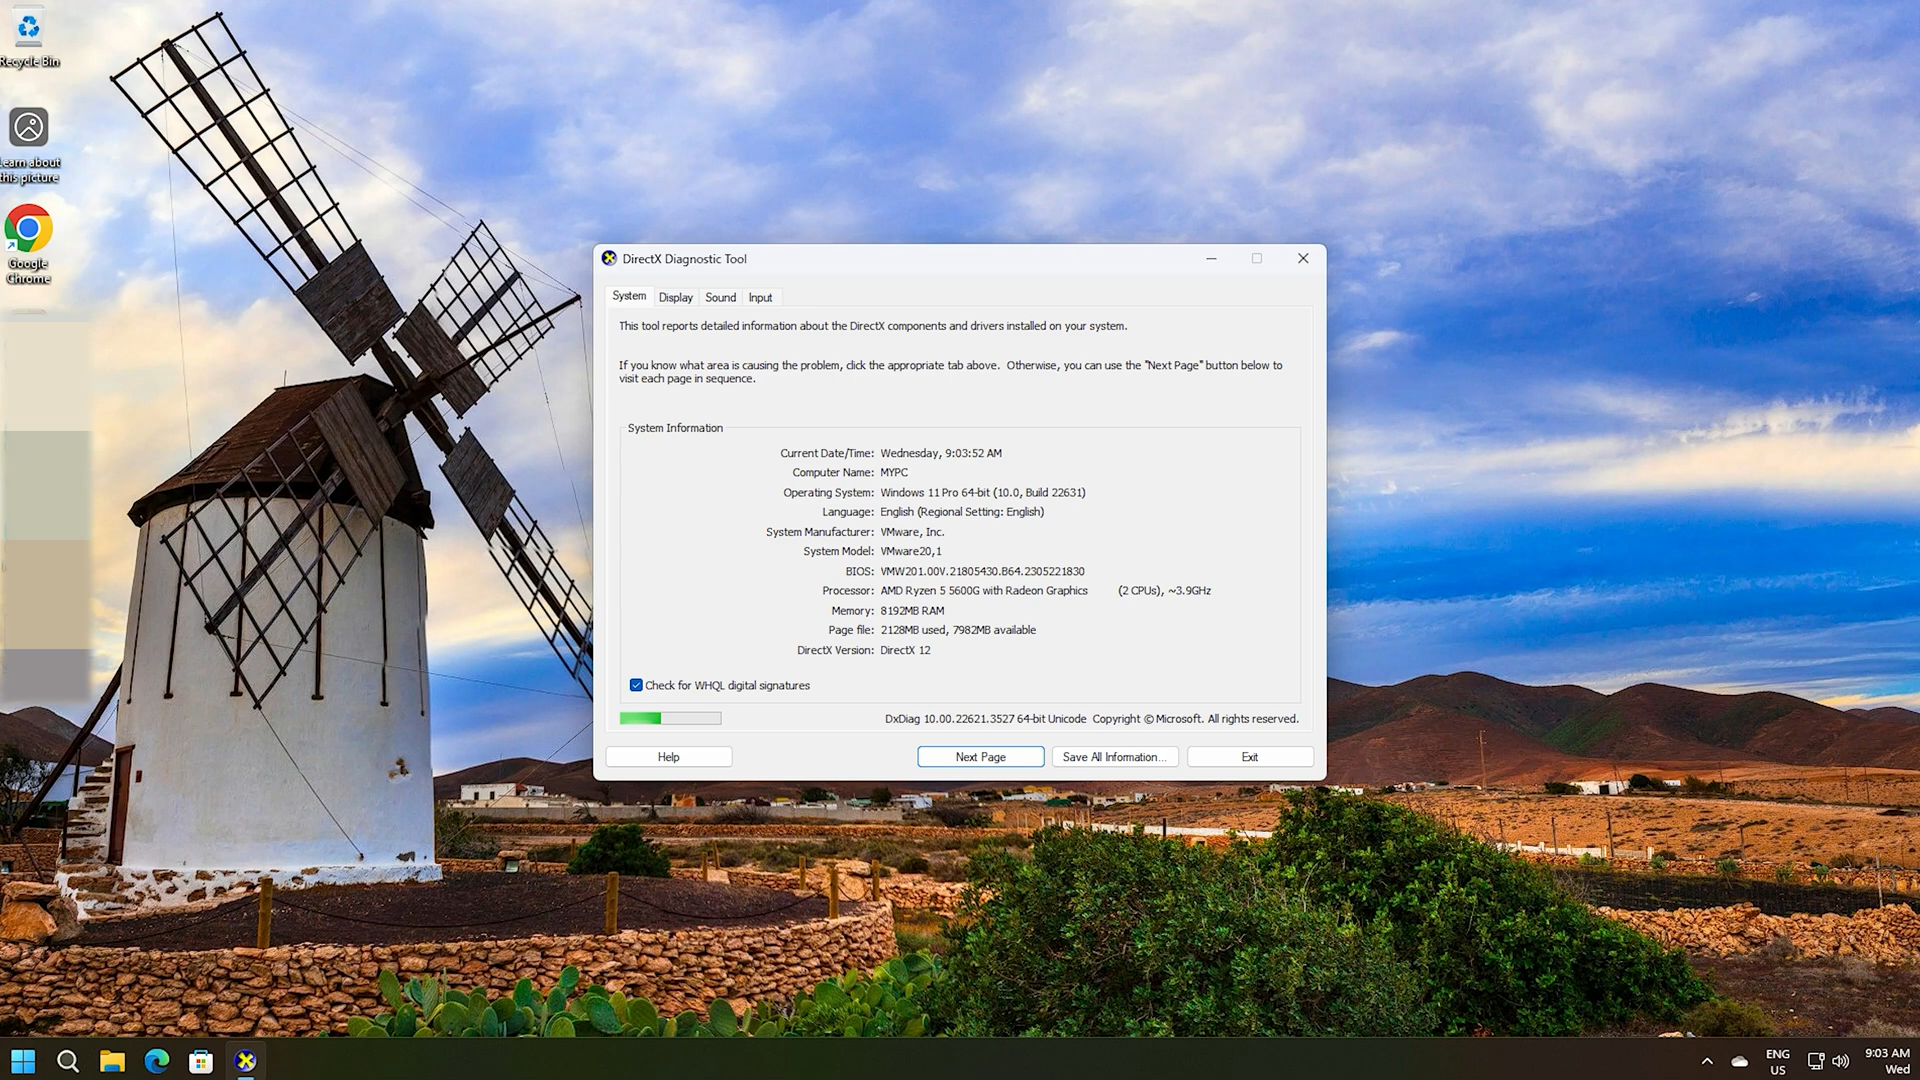 Recycle Bin
Learn about
this picture
Google
Chrome
DirectX Diagnostic Tool
System Display Sound Input
This tool reports detailed information about the DirectX components and drivers installed on your system.
If you know what area is causing the problem, click the appropriate tab above. Otherwise, you can use the "Next Page" button below to
visit each page in sequence.
System Information
Current Date/Time: Wednesday, 9:03:52 AM
Computer Name: MYPC
Operating System: Windows 11 Pro 64-bit (10.0, Build 22631)
Language: English (Regional Setting: English)
System Manufacturer: VMware, Inc.
System Model: VMware20,1
BIOS: VMW201.00V.21805430.B64.2305221830
Processor: AMD Ryzen 5 5600G with Radeon Graphics (2 CPUs), ~3.9GHz
Memory: 8192MB RAM
Page file: 2128MB used, 7982MB available
DirectX Version: DirectX 12
Check for WHQL digital signatures
DxDiag 10.00.22621.3527 64-bit Unicode Copyright © Microsoft. All rights reserved.
Help Next Page Save All Information... Exit
ENG
US
9:03 AM
Wed